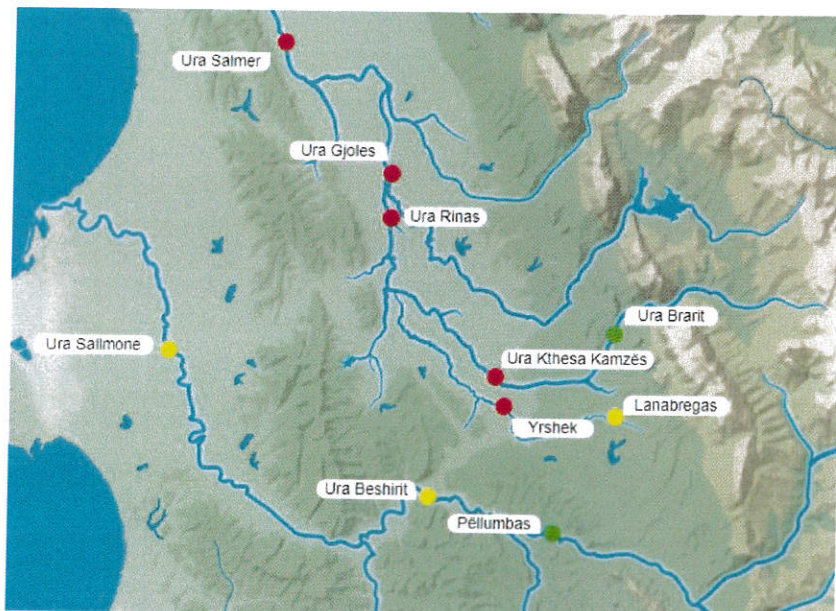 Ura Salmer
Ura Gjoles
Ura Rinas
Ura Brarit
Ura Sallmone
Ura Kthesa Kamzës
Lanabregas
Yrshek
Ura Beshirit
Pëllumbas